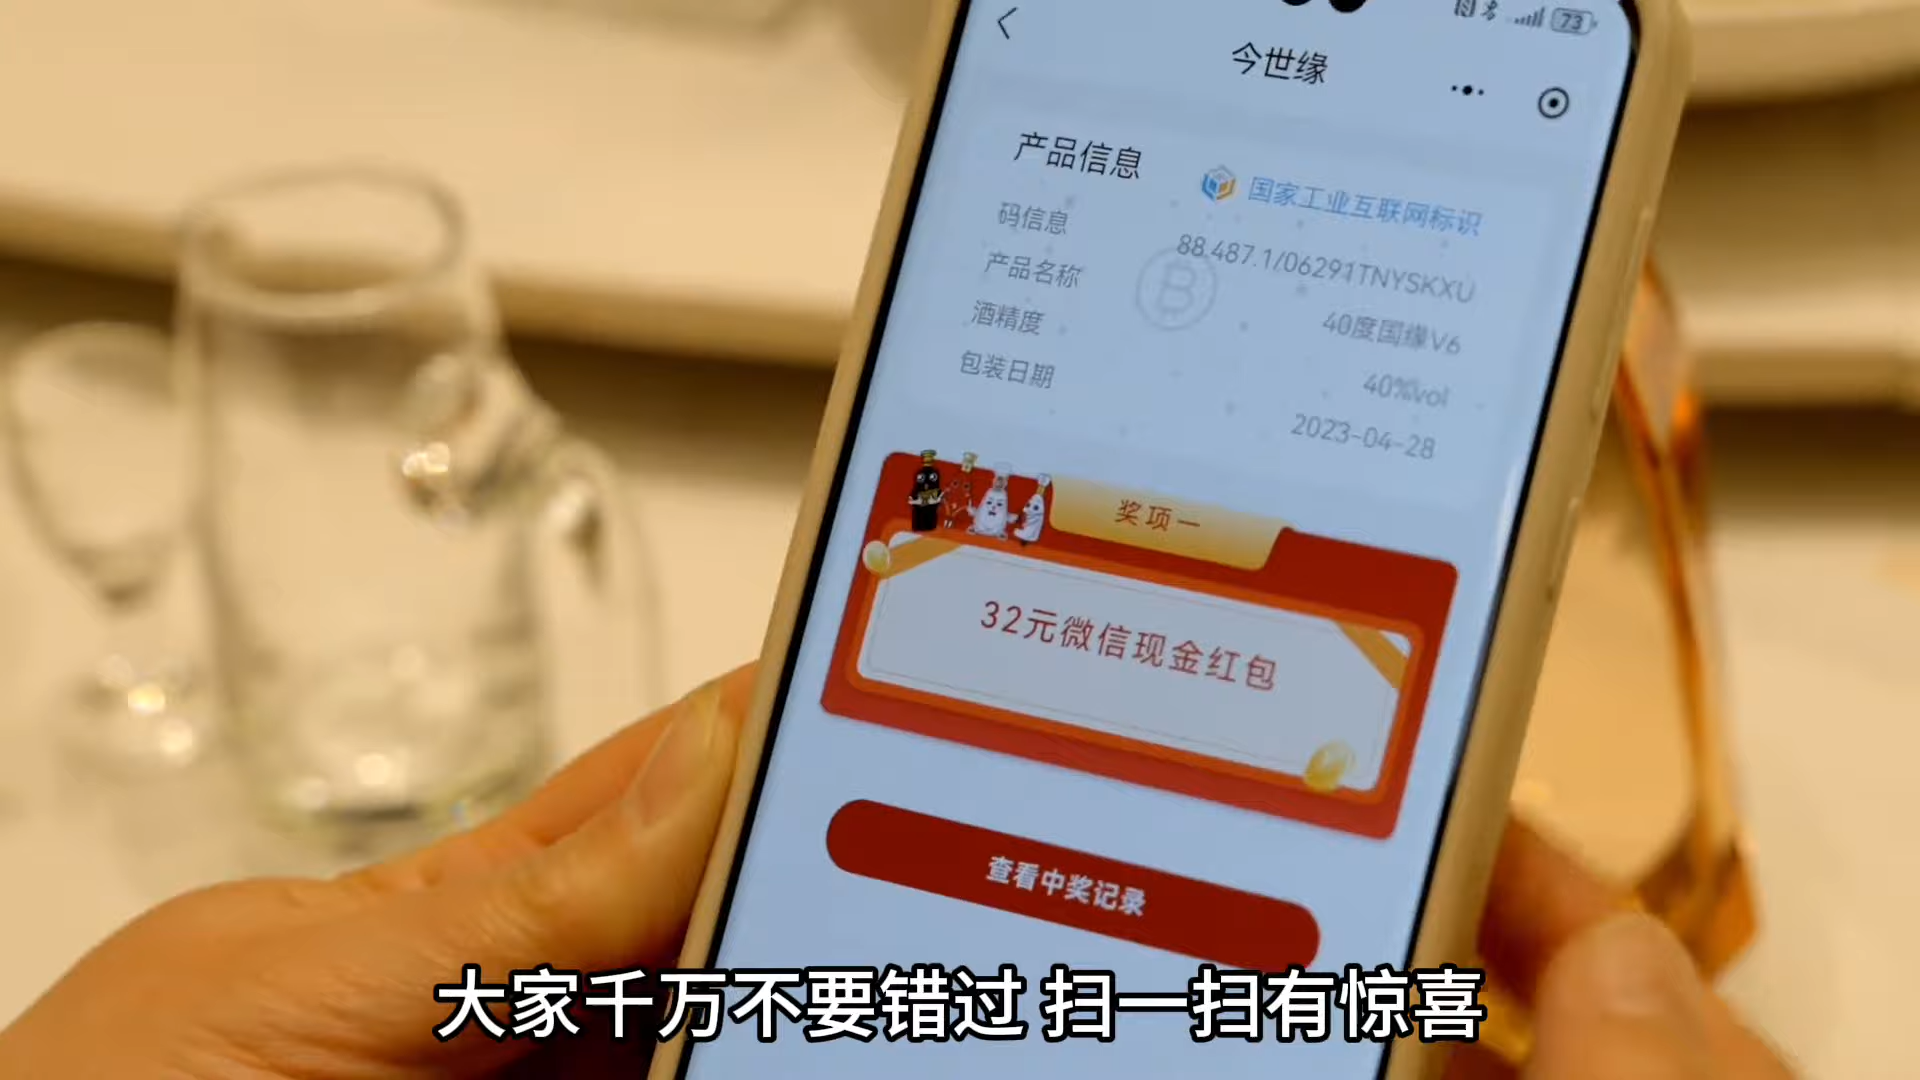 73
今世缘
产品信息
国家工业互联网标识
码信息
88.487.1/06291TNYSKXU
产品名称
40度国缘V6
酒精度
40%vol
包装日期
2023-04-28
奖项一
32元微信现金红包
查看中奖记录
大家千万不要错过 扫一扫有惊喜